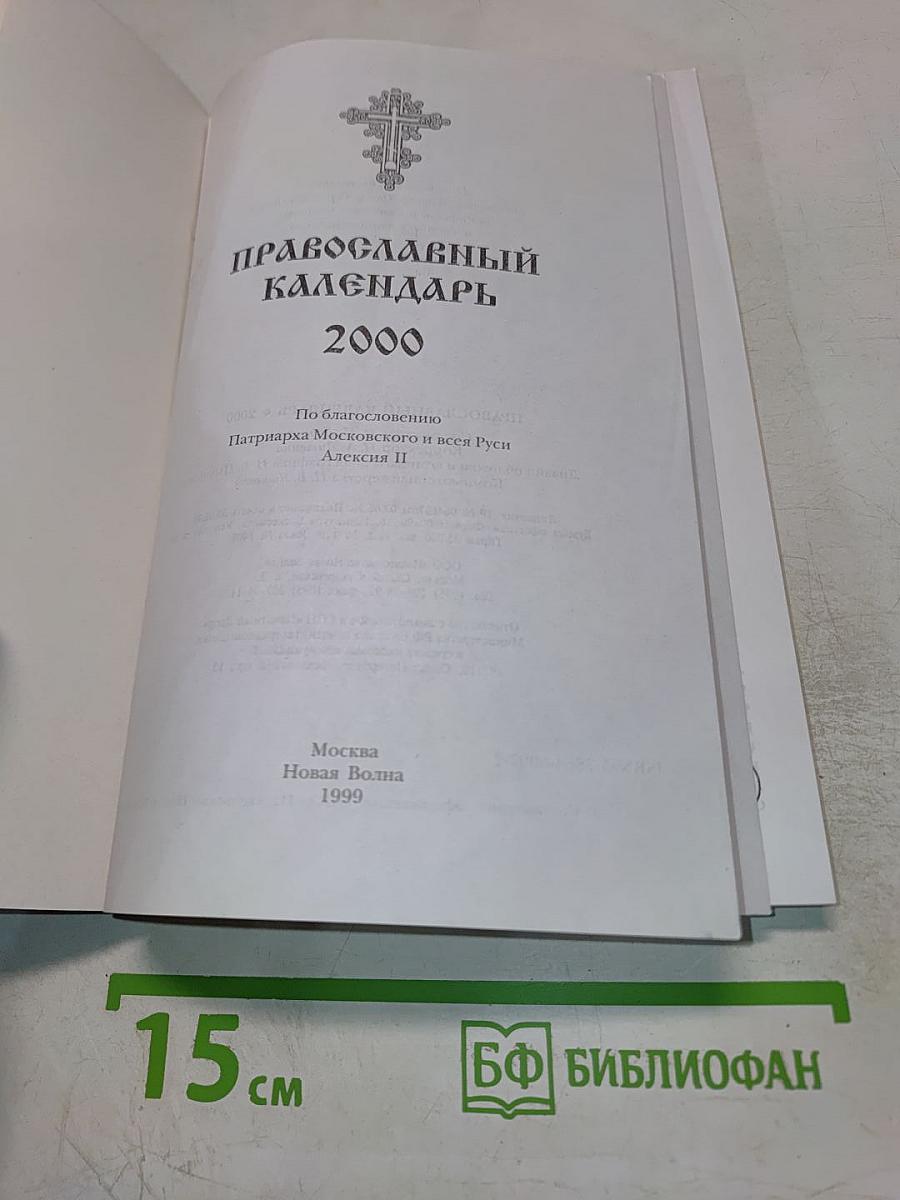 ПРАВОСЛАВНЫЙ
КАЛЕНДАРЬ
2000
По благословению
Патриарха Московского и всея Руси
Алексия II
Москва
Новая Волна
1999
15 см
БФ БИБЛИОФАН